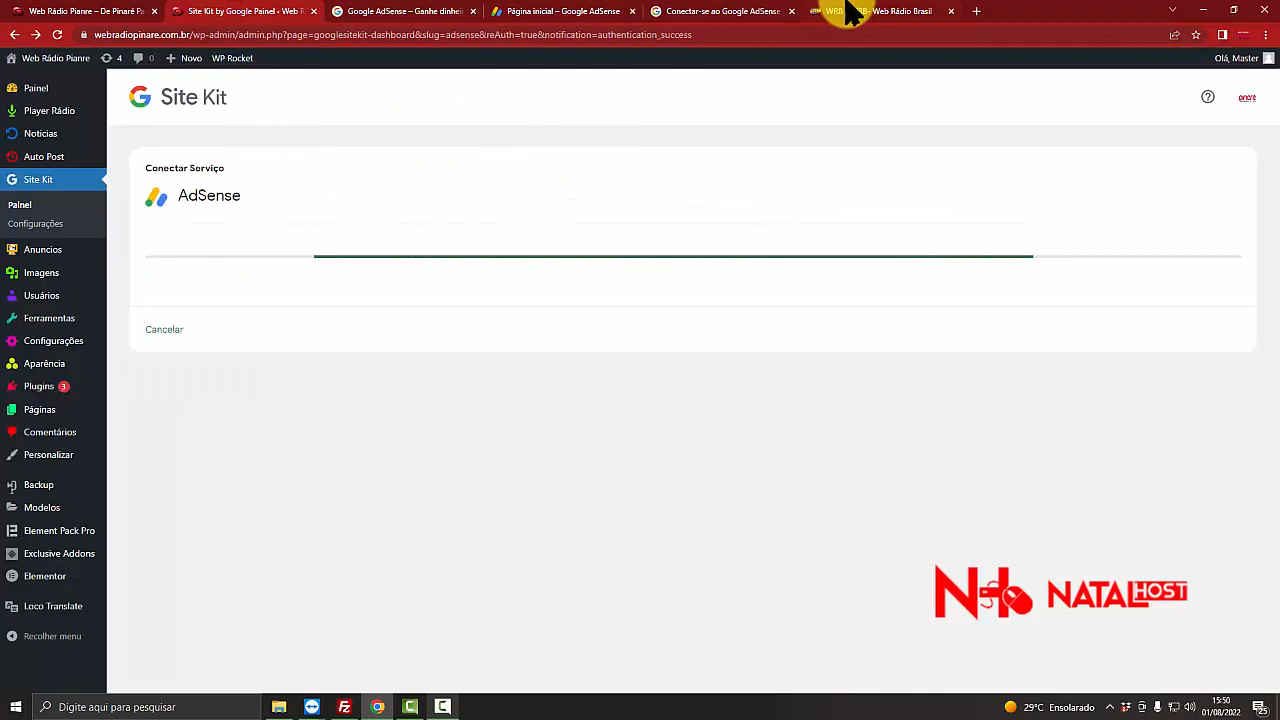 Web Rádio Pianre – De Pinaré Pa
Site Kit by Google Painel ‹ Web R
Google AdSense – Ganhe dinhei
Página inicial – Google AdSense
Conectar-se ao Google AdSense
Web Rádio Brasil
webradiopinare.com.br/wp-admin/admin.php?page=googlesitekit-dashboard&slug=adsense&reAuth=true&notification=authentication_success
Web Rádio Pianre
4
0
Novo
WP Rocket
Olá, Master
Painel
Player Rádio
Noticias
Auto Post
Site Kit
Painel
Configurações
Anuncios
Imagens
Usuários
Ferramentas
Configurações
Aparência
Plugins 3
Páginas
Comentários
Personalizar
Backup
Modelos
Element Pack Pro
Exclusive Addons
Elementor
Loco Translate
Recolher menu
Site Kit
Conectar Serviço
AdSense
Cancelar
NATALHOST
Digite aqui para pesquisar
29°C Ensolarado
15:50
01/08/2022